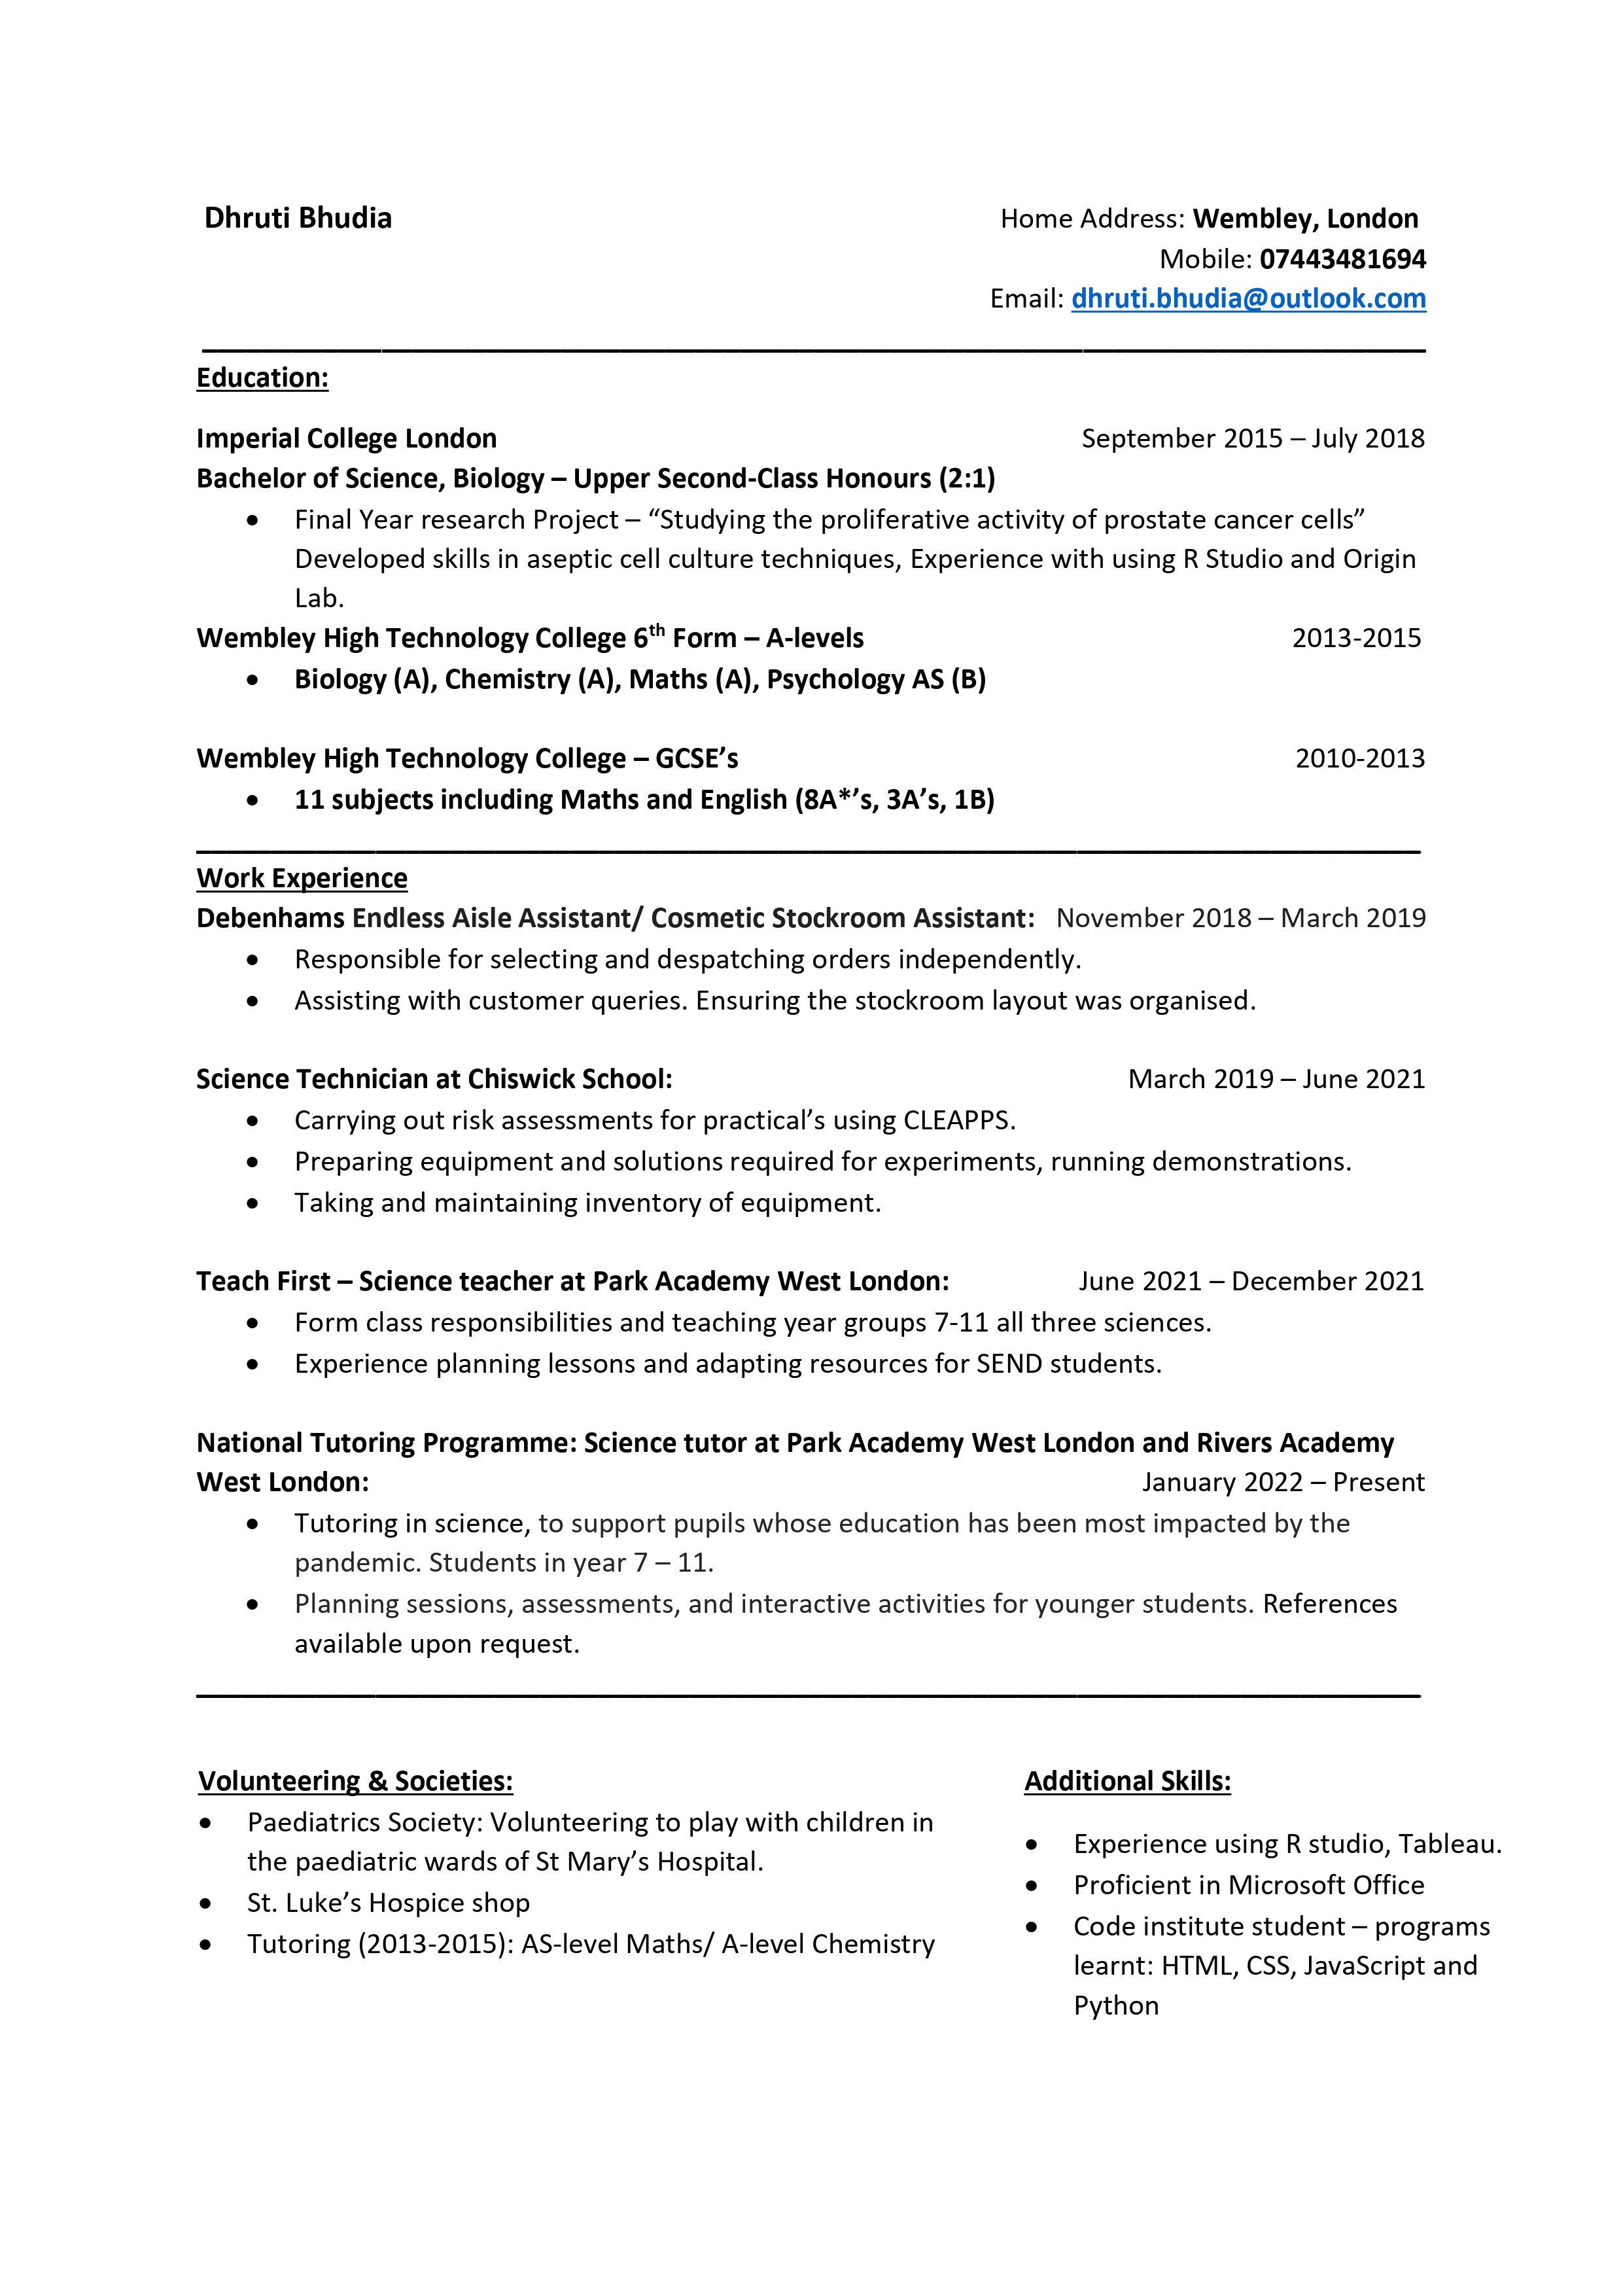 Dhruti Bhudia Home Address: Wembley, London
Mobile: 07443481694
Email: dhruti.bhudia@outlook.com
Education:
Imperial College London September 2015 – July 2018
Bachelor of Science, Biology – Upper Second-Class Honours (2:1)
• Final Year research Project – “Studying the proliferative activity of prostate cancer cells”
Developed skills in aseptic cell culture techniques, Experience with using R Studio and Origin
Lab.
Wembley High Technology College 6th Form – A-levels 2013-2015
• Biology (A), Chemistry (A), Maths (A), Psychology AS (B)
Wembley High Technology College – GCSE’s 2010-2013
• 11 subjects including Maths and English (8A*’s, 3A’s, 1B)
Work Experience
Debenhams Endless Aisle Assistant/ Cosmetic Stockroom Assistant: November 2018 – March 2019
• Responsible for selecting and despatching orders independently.
• Assisting with customer queries. Ensuring the stockroom layout was organised.
Science Technician at Chiswick School: March 2019 – June 2021
• Carrying out risk assessments for practical’s using CLEAPPS.
• Preparing equipment and solutions required for experiments, running demonstrations.
• Taking and maintaining inventory of equipment.
Teach First – Science teacher at Park Academy West London: June 2021 – December 2021
• Form class responsibilities and teaching year groups 7-11 all three sciences.
• Experience planning lessons and adapting resources for SEND students.
National Tutoring Programme: Science tutor at Park Academy West London and Rivers Academy
West London: January 2022 – Present
• Tutoring in science, to support pupils whose education has been most impacted by the
pandemic. Students in year 7 – 11.
• Planning sessions, assessments, and interactive activities for younger students. References
available upon request.
Volunteering & Societies:
• Paediatrics Society: Volunteering to play with children in
the paediatric wards of St Mary’s Hospital.
• St. Luke’s Hospice shop
• Tutoring (2013-2015): AS-level Maths/ A-level Chemistry
Additional Skills:
• Experience using R studio, Tableau.
• Proficient in Microsoft Office
• Code institute student – programs
learnt: HTML, CSS, JavaScript and
Python